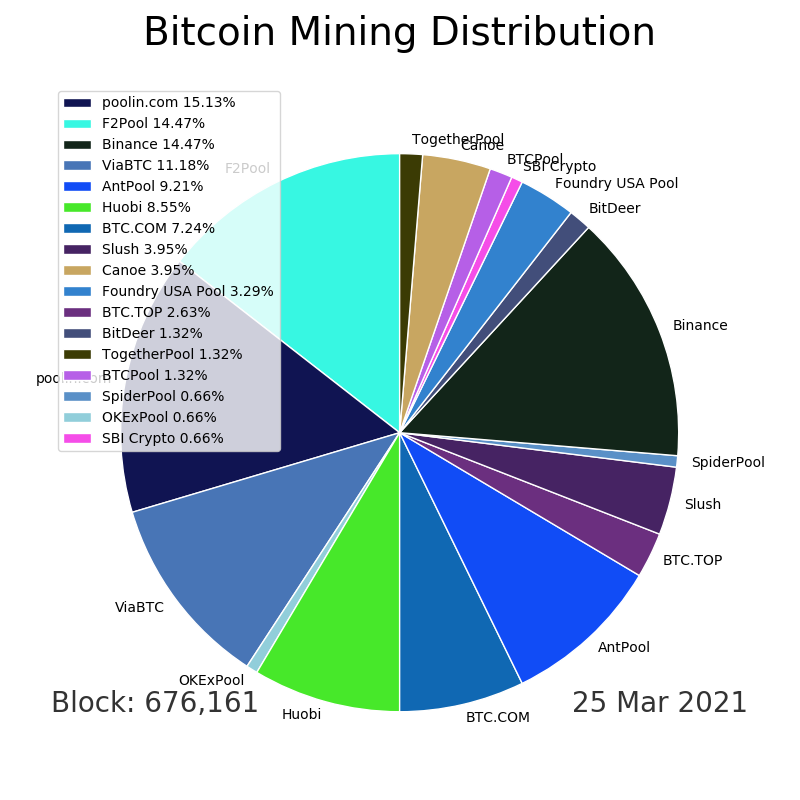 Bitcoin Mining Distribution
poolin.com 15.13%
F2Pool 14.47%
Binance 14.47%
ViaBTC 11.18%
AntPool 9.21%
Huobi 8.55%
BTC.COM 7.24%
Slush 3.95%
Canoe 3.95%
Foundry USA Pool 3.29%
BTC.TOP 2.63%
BitDeer 1.32%
TogetherPool 1.32%
BTCPool 1.32%
SpiderPool 0.66%
OKExPool 0.66%
SBI Crypto 0.66%
TogetherPool
Canoe
BTCPool
SBI Crypto
Foundry USA Pool
BitDeer
Binance
SpiderPool
Slush
BTC.TOP
AntPool
BTC.COM
Huobi
OKExPool
ViaBTC
poolin.com
F2Pool
Block: 676,161
25 Mar 2021